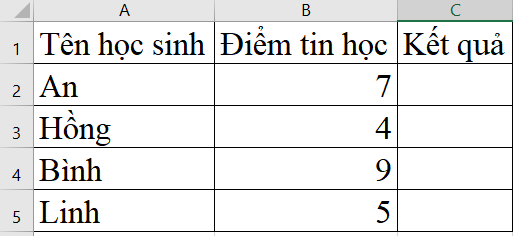 A B C
1 Tên học sinh Điểm tin học Kết quả
2 An 7
3 Hồng 4
4 Bình 9
5 Linh 5